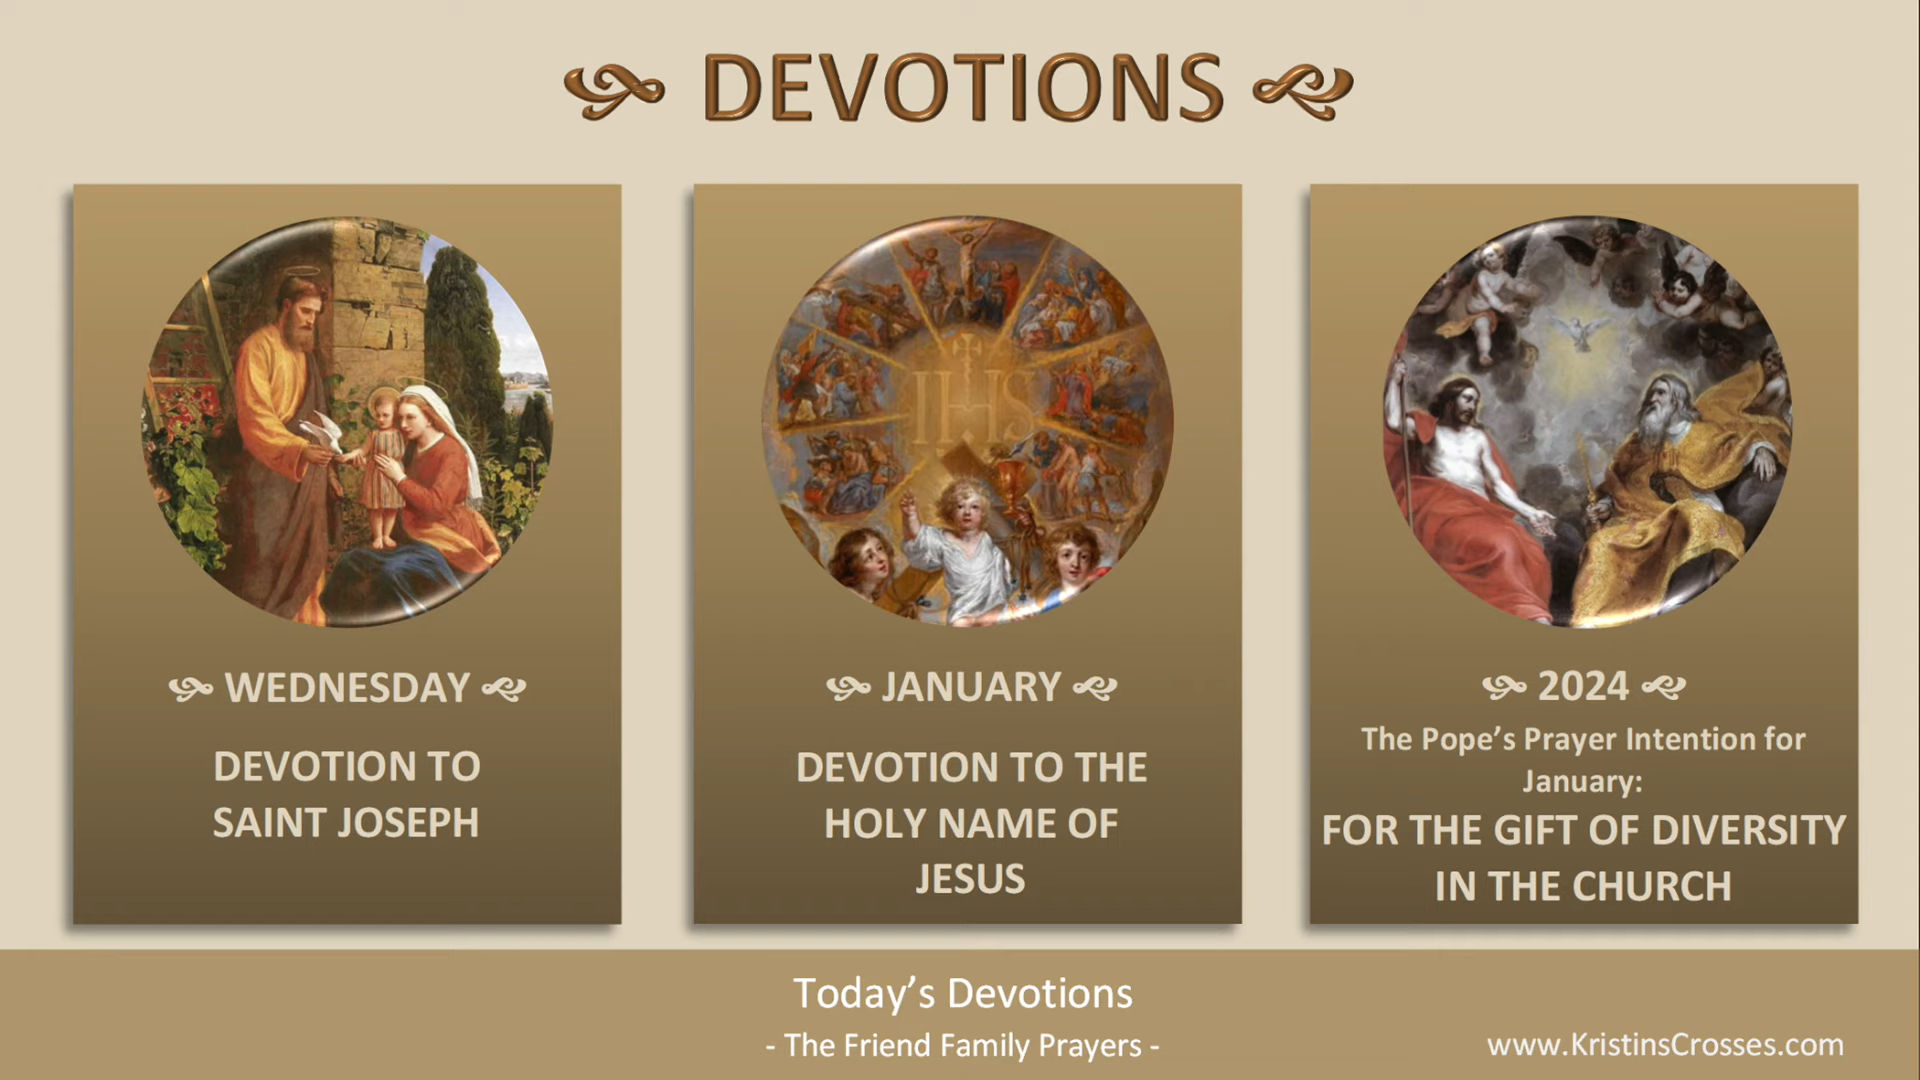 DEVOTIONS
IHS
WEDNESDAY
DEVOTION TO
SAINT JOSEPH
JANUARY
DEVOTION TO THE
HOLY NAME OF
JESUS
2024
The Pope’s Prayer Intention for
January:
FOR THE GIFT OF DIVERSITY
IN THE CHURCH
Today’s Devotions
- The Friend Family Prayers -
www.KristinsCrosses.com